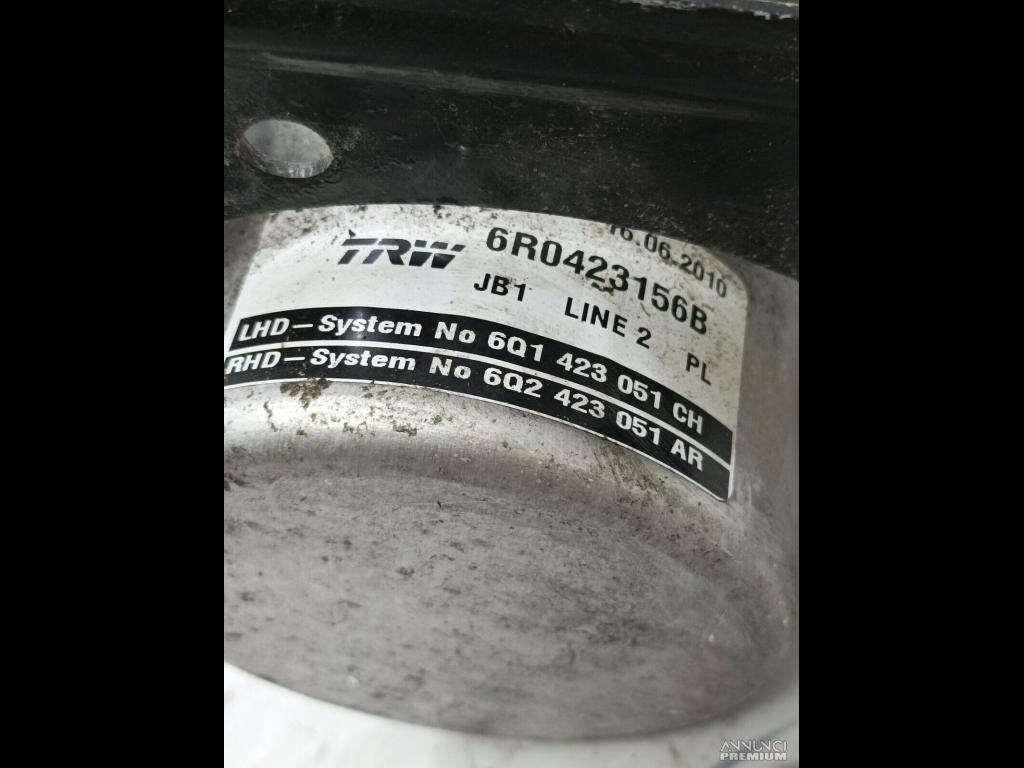 16.06.2010
TRW 6R0423156B
JB1 LINE 2 PL
LHD-System No 6Q1 423 051 CH
RHD-System No 6Q2 423 051 AR
ANNUNCI
PREMIUM